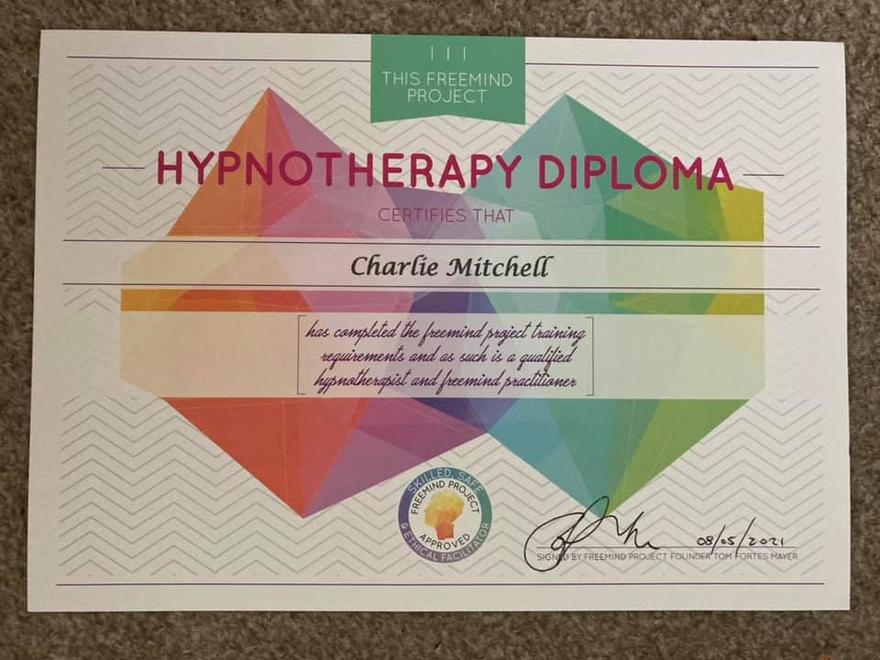 THIS FREEMIND
PROJECT
HYPNOTHERAPY DIPLOMA
CERTIFIES THAT
Charlie Mitchell
has completed the freemind project training
requirements and as such is a qualified
hypnotherapist and freemind practitioner
SKILLED, SAFE
FREEMIND PROJECT
APPROVED
& ETHICAL FACILITATOR
08/05/2021
SIGNED BY FREEMIND PROJECT FOUNDER TOM FORTES MAYER